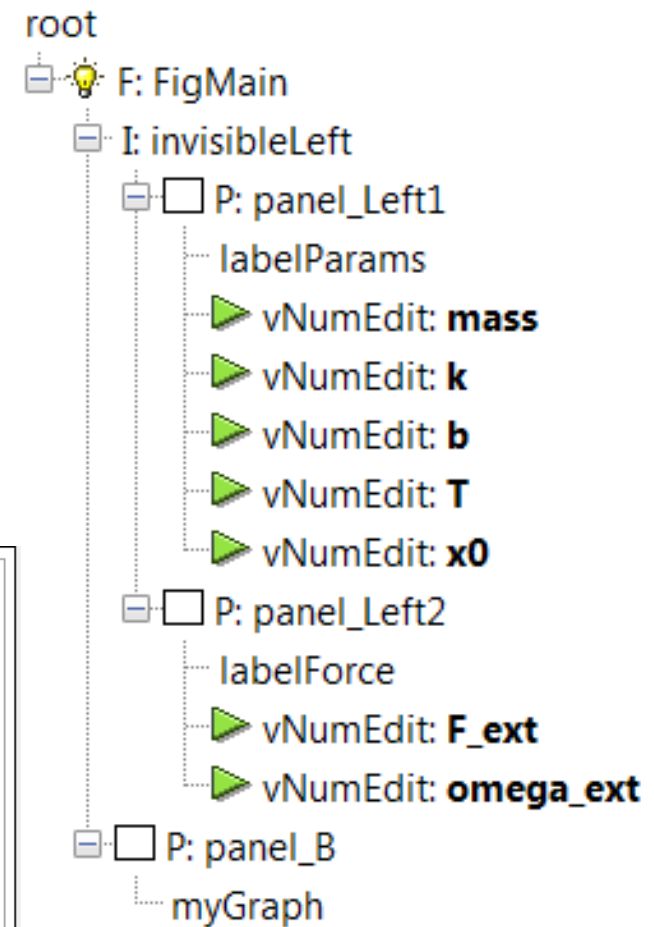 root
F: FigMain
I: invisibleLeft
P: panel_Left1
labelParams
vNumEdit: mass
vNumEdit: k
vNumEdit: b
vNumEdit: T
vNumEdit: x0
P: panel_Left2
labelForce
vNumEdit: F_ext
vNumEdit: omega_ext
P: panel_B
myGraph